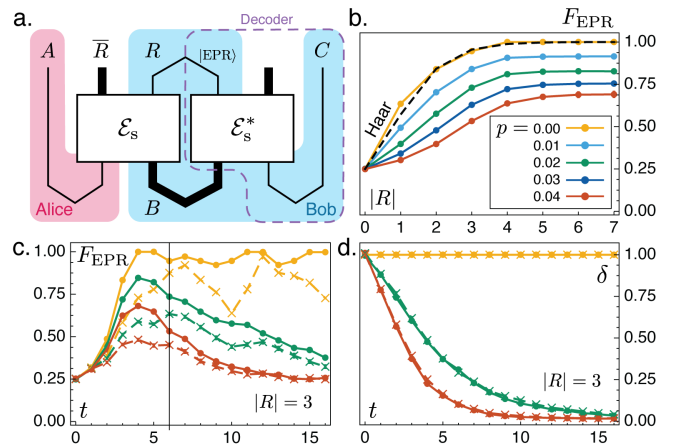 a.
Decoder
A
R̅
R
|EPR⟩
C
ℰs
ℰs*
Alice
B
Bob
b.
F_EPR
1.00
0.75
0.50
0.25
0.00
Haar
p = 0.00
0.01
0.02
0.03
0.04
|R|
0 1 2 3 4 5 6 7
c.
F_EPR
1.00
0.75
0.50
0.25
0.00
t
|R| = 3
0 5 10 15
d.
δ
1.00
0.75
0.50
0.25
0.00
t
|R| = 3
0 5 10 15